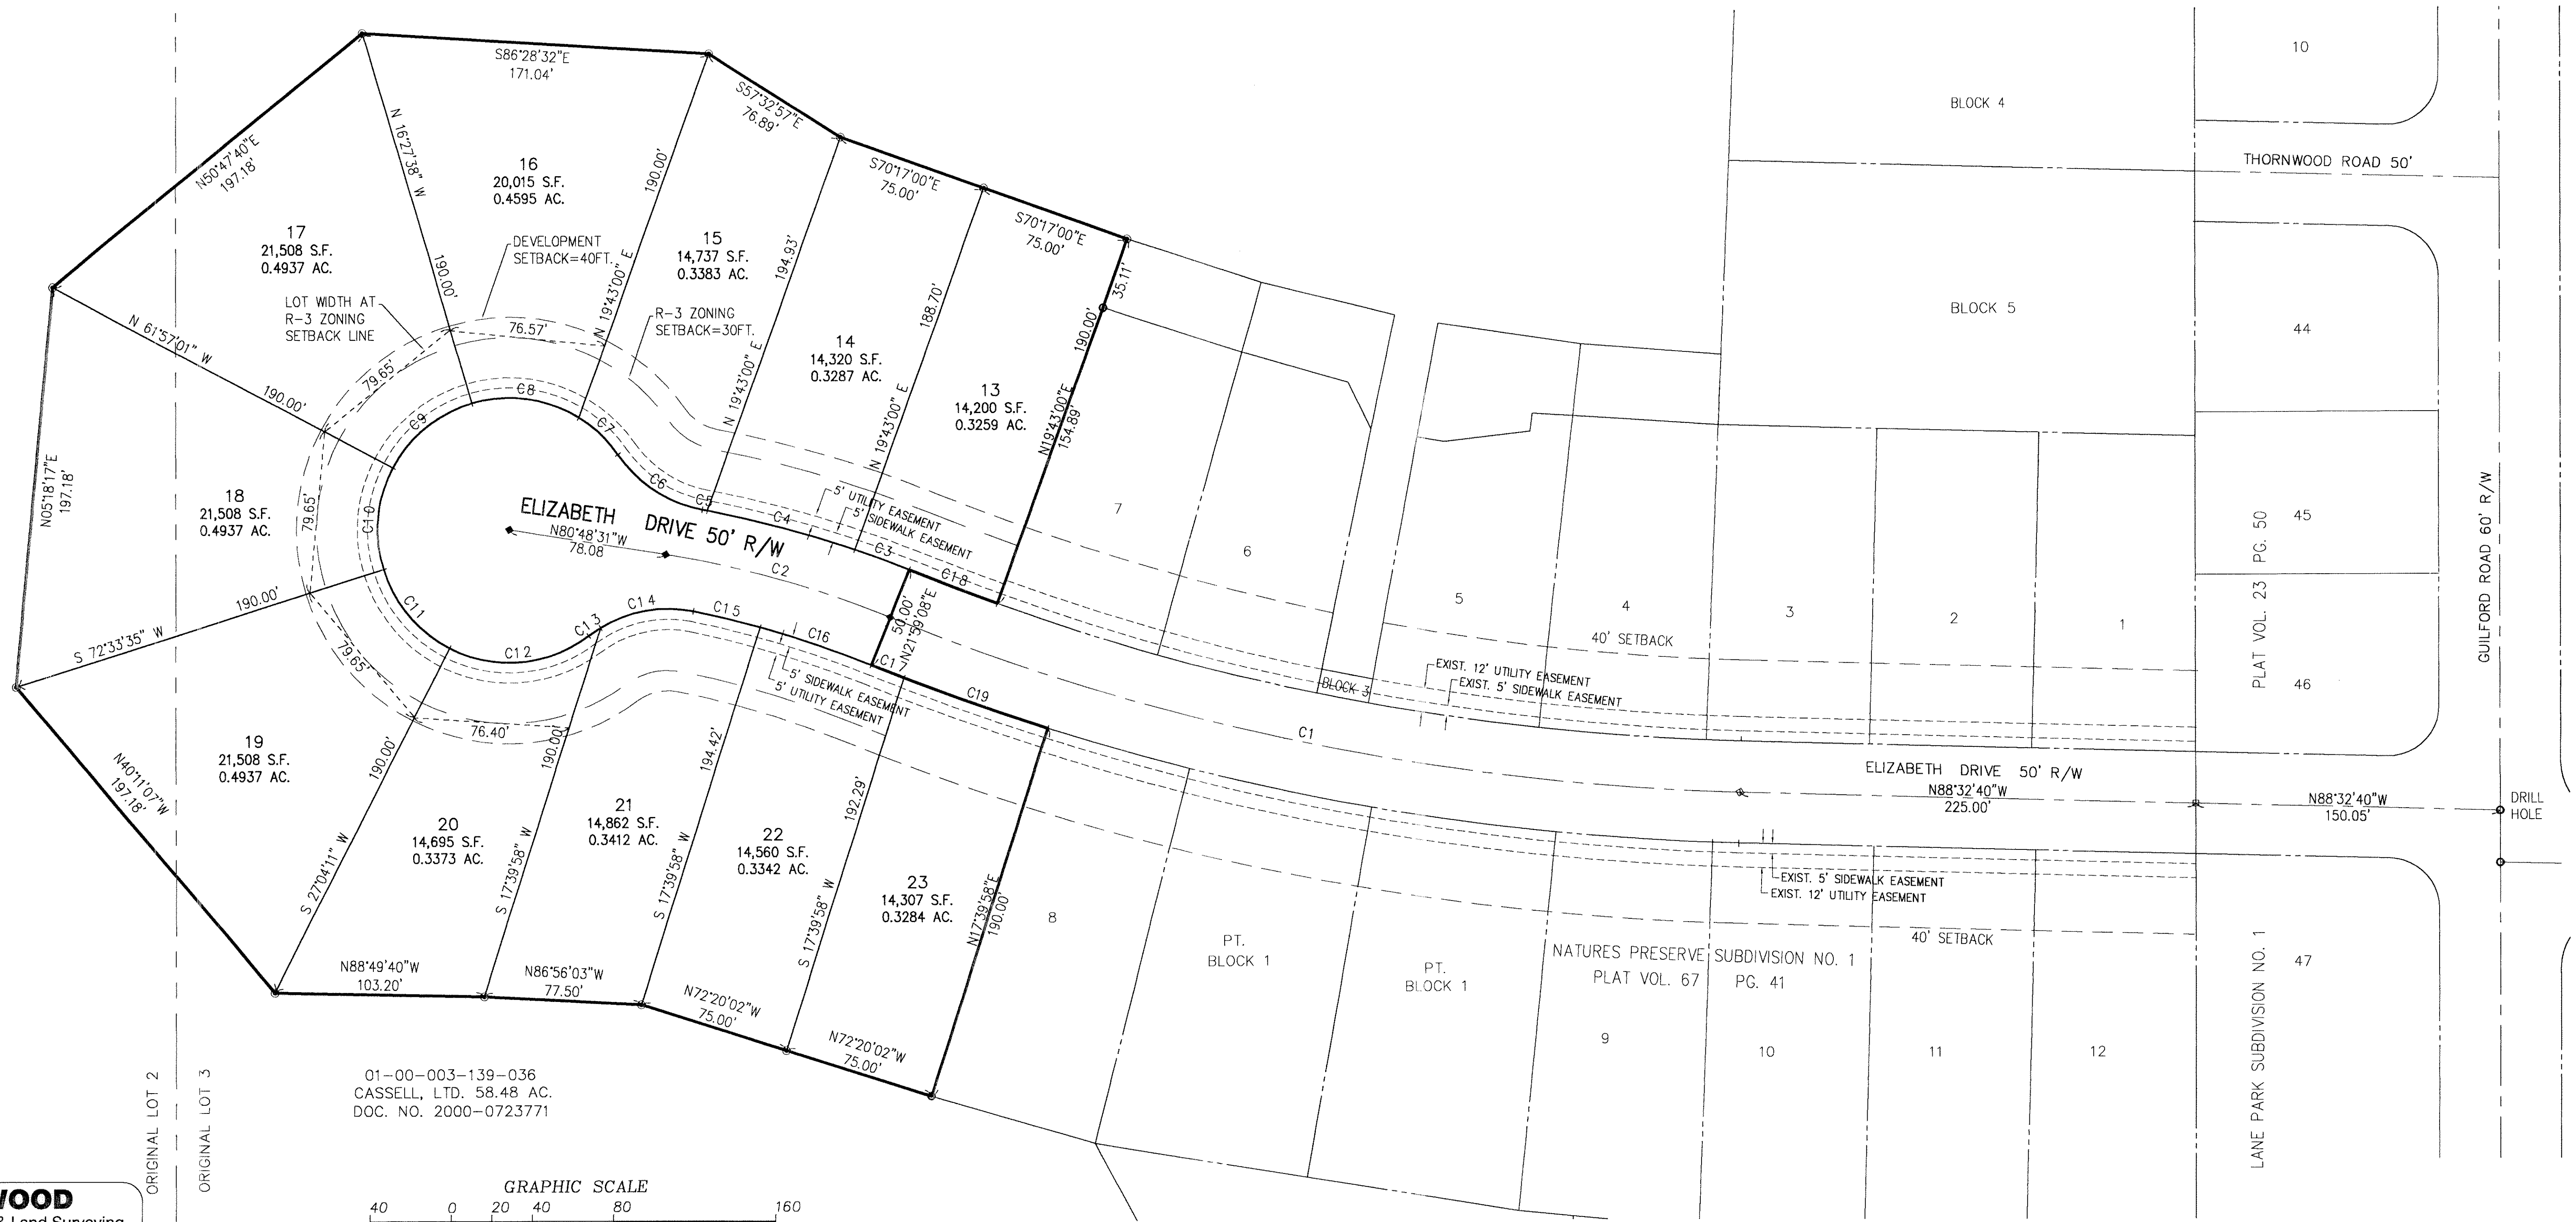 S86°28'32"E
171.04'
S57°32'57"E
76.89'
S70°17'00"E
75.00'
S70°17'00"E
75.00'
N50°47'40"E
197.18'
N 16°27'38" W
190.00'
16
20,015 S.F.
0.4595 AC.
190.00'
N 19°43'00" E
17
21,508 S.F.
0.4937 AC.
DEVELOPMENT
SETBACK=40FT.
15
14,737 S.F.
0.3383 AC.
194.93'
N 19°43'00" E
LOT WIDTH AT
R-3 ZONING
SETBACK LINE
R-3 ZONING
SETBACK=30FT.
14
14,320 S.F.
0.3287 AC.
188.70'
N 19°43'00" E
13
14,200 S.F.
0.3259 AC.
35.11'
190.00'
N19°43'00"E
154.89'
N 61°57'01" W
190.00'
76.57'
79.65'
79.65'
79.65'
76.40'
N05°18'17"E
197.18'
18
21,508 S.F.
0.4937 AC.
S 72°33'35" W
190.00'
C8
C9
C7
C10
C6
C5
C4
C3
C18
C11
C12
C13
C14
C15
C16
C17
C19
C2
C1
5' UTILITY EASEMENT
5' SIDEWALK EASEMENT
ELIZABETH DRIVE 50' R/W
N80°48'31"W
78.08
50.00'
N21°59'08"E
5' SIDEWALK EASEMENT
5' UTILITY EASEMENT
19
21,508 S.F.
0.4937 AC.
N40°11'07"W
197.18'
190.00'
S 27°04'11" W
20
14,695 S.F.
0.3373 AC.
190.00'
S 17°39'58" W
21
14,862 S.F.
0.3412 AC.
194.42'
S 17°39'58" W
22
14,560 S.F.
0.3342 AC.
192.29'
S 17°39'58" W
23
14,307 S.F.
0.3284 AC.
N17°39'58"E
190.00'
N88°49'40"W
103.20'
N86°56'03"W
77.50'
N72°20'02"W
75.00'
N72°20'02"W
75.00'
7
6
5
4
3
2
1
BLOCK 3
BLOCK 4
BLOCK 5
10
THORNWOOD ROAD 50'
44
45
46
47
PLAT VOL. 23 PG. 50
GUILFORD ROAD 60' R/W
40' SETBACK
EXIST. 12' UTILITY EASEMENT
EXIST. 5' SIDEWALK EASEMENT
ELIZABETH DRIVE 50' R/W
N88°32'40"W
225.00'
N88°32'40"W
150.05'
DRILL
HOLE
EXIST. 5' SIDEWALK EASEMENT
EXIST. 12' UTILITY EASEMENT
40' SETBACK
8
PT.
BLOCK 1
PT.
BLOCK 1
NATURES PRESERVE SUBDIVISION NO. 1
PLAT VOL. 67 PG. 41
9
10
11
12
LANE PARK SUBDIVISION NO. 1
01-00-003-139-036
CASSELL, LTD. 58.48 AC.
DOC. NO. 2000-0723771
ORIGINAL LOT 2
ORIGINAL LOT 3
GRAPHIC SCALE
40 0 20 40 80 160
WOOD
& Land Surveying